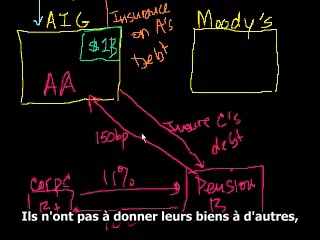 AIG
Moody's
Insurance
on A's
Debt
$1B
AA
150bp
Insure C's
debt
Corp C
11%
Pension
B
Ils n'ont pas à donner leurs biens à d'autres,